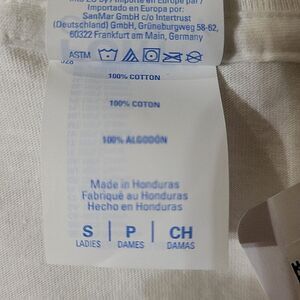 Importado en Europa por:
SanMar GmbH c/o Intertrust
(Deutschland) GmbH, Grüneburgweg 58-62,
60322 Frankfurt am Main, Germany
ASTM
100% COTTON
100% COTON
100% ALGODÓN
Made in Honduras
Fabriqué au Honduras
Hecho en Honduras
S | P | CH
LADIES | DAMES | DAMAS